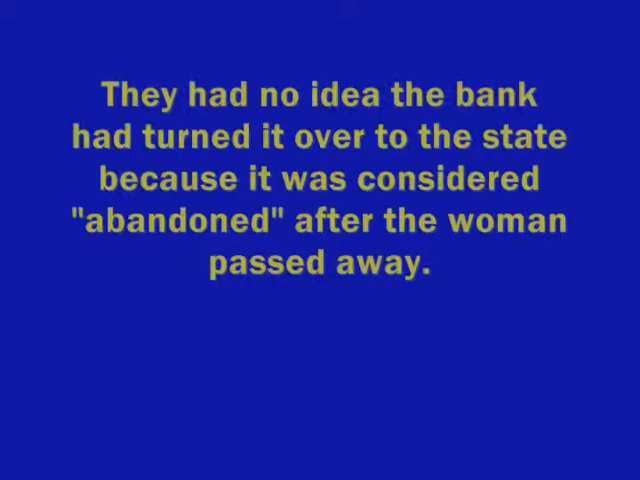 They had no idea the bank
had turned it over to the state
because it was considered
"abandoned" after the woman
passed away.